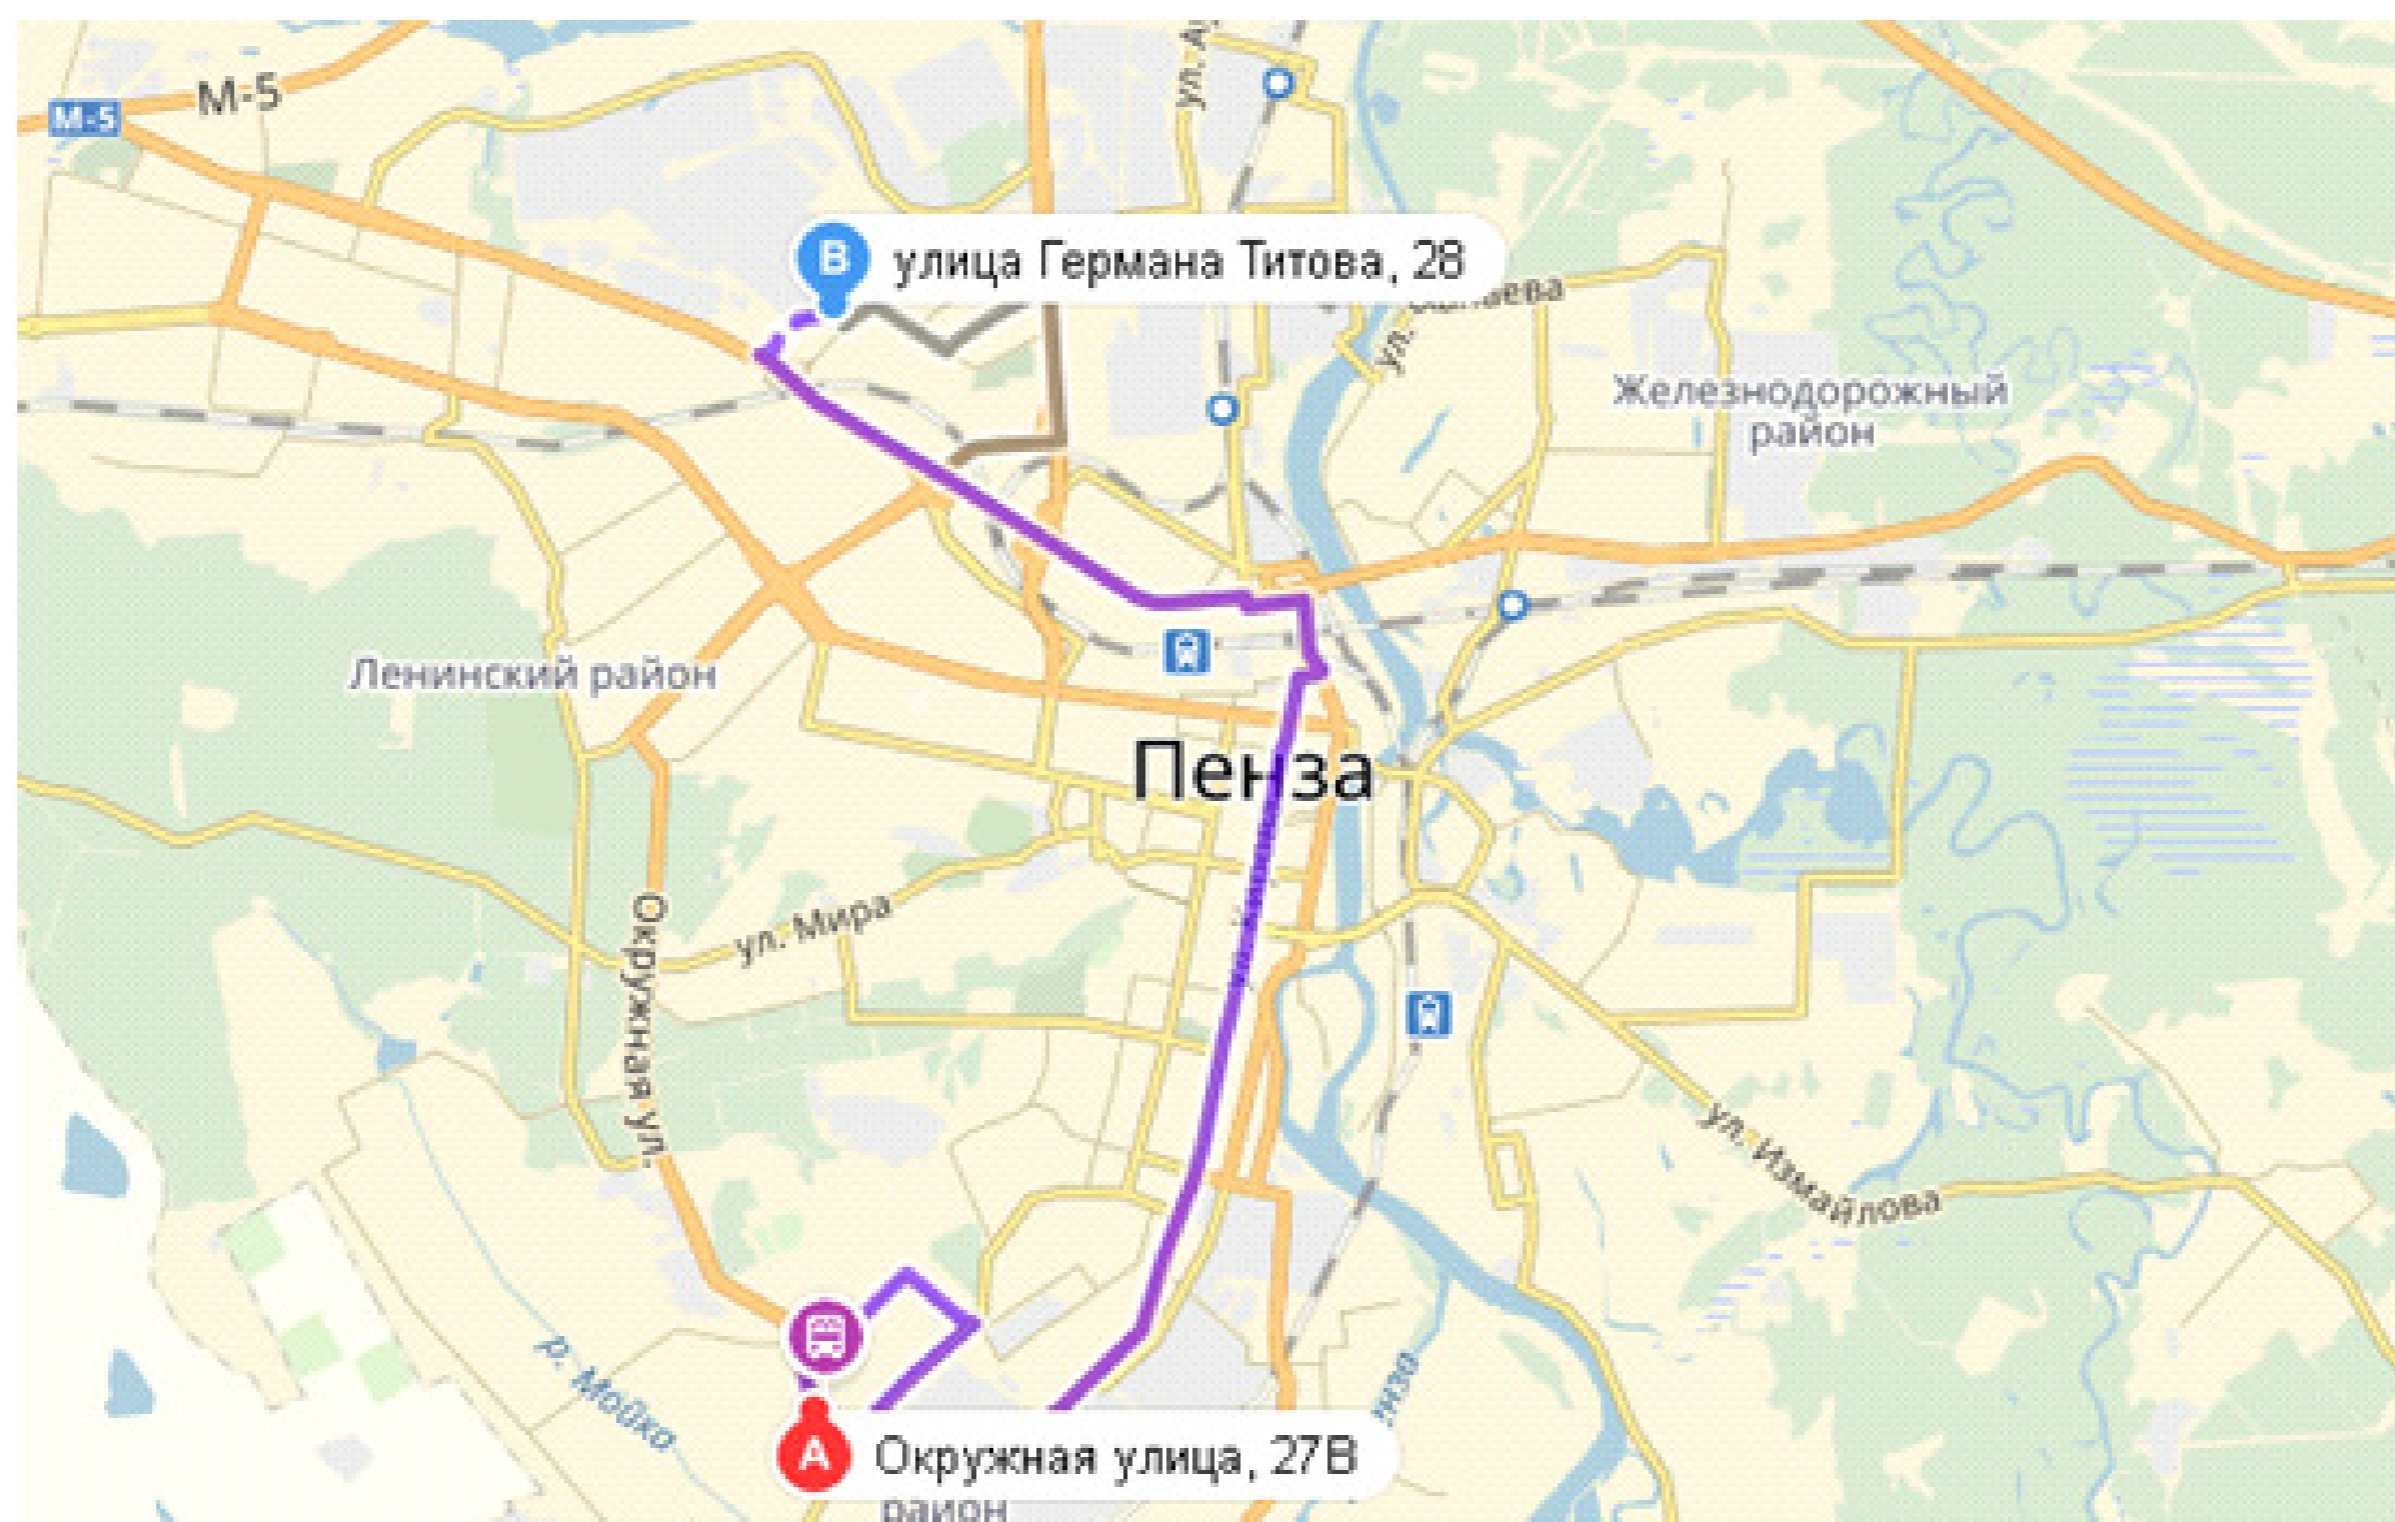 М-5
М-5
ул. А
B
улица Германа Титова, 28
ул.
Железнодорожный
район
Ленинский район
Пенза
ул. Мира
Окружная ул.
ул. Измайлова
р. Мойка
A
Окружная улица, 27В
район